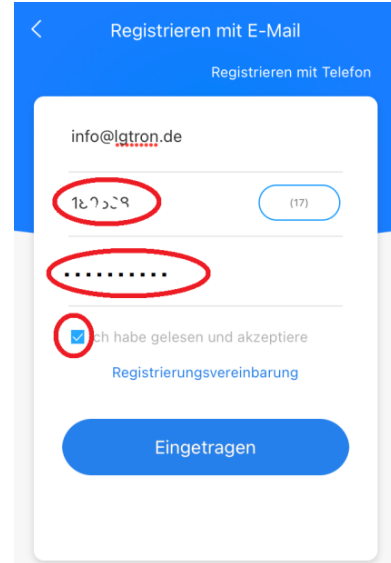 Registrieren mit E-Mail
Registrieren mit Telefon
info@lgtron.de
(17)
ch habe gelesen und akzeptiere
Registrierungsvereinbarung
Eingetragen